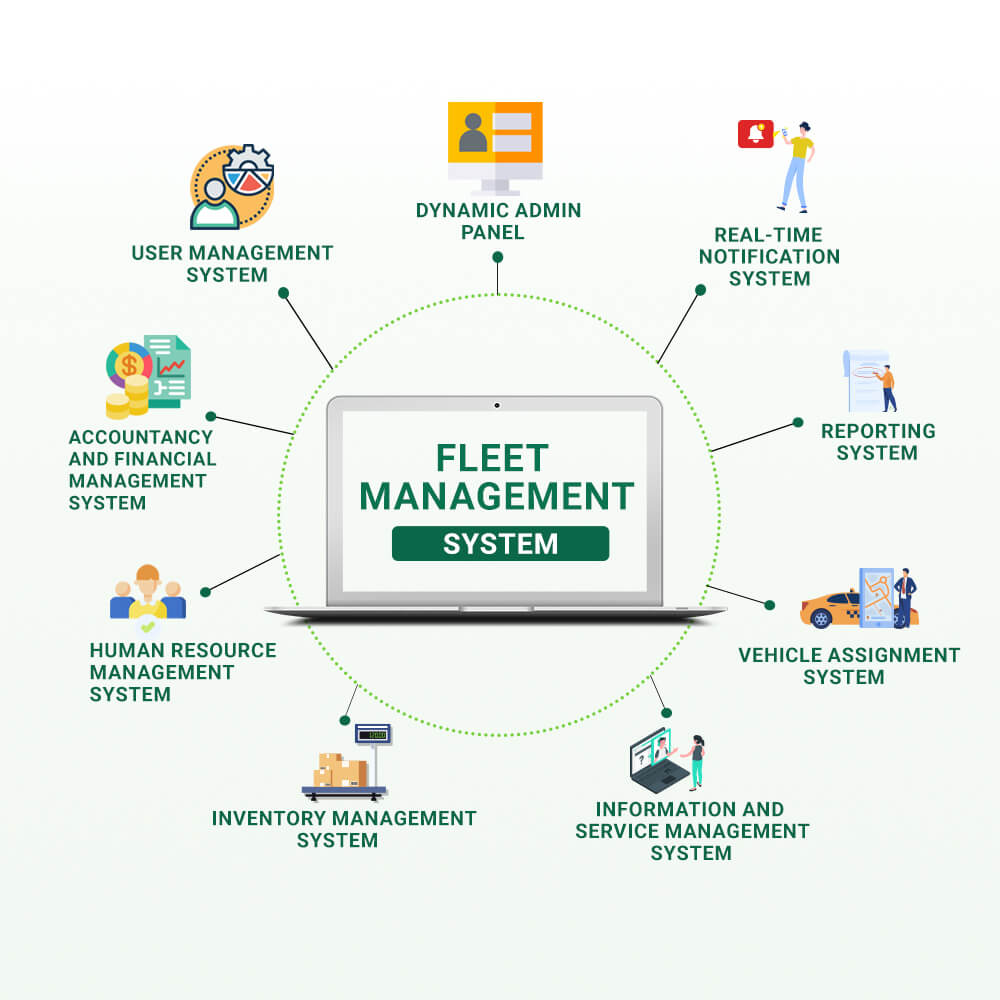 DYNAMIC ADMIN
PANEL
USER MANAGEMENT
SYSTEM
REAL-TIME
NOTIFICATION
SYSTEM
ACCOUNTANCY
AND FINANCIAL
MANAGEMENT
SYSTEM
REPORTING
SYSTEM
FLEET
MANAGEMENT
SYSTEM
HUMAN RESOURCE
MANAGEMENT
SYSTEM
VEHICLE ASSIGNMENT
SYSTEM
INVENTORY MANAGEMENT
SYSTEM
INFORMATION AND
SERVICE MANAGEMENT
SYSTEM